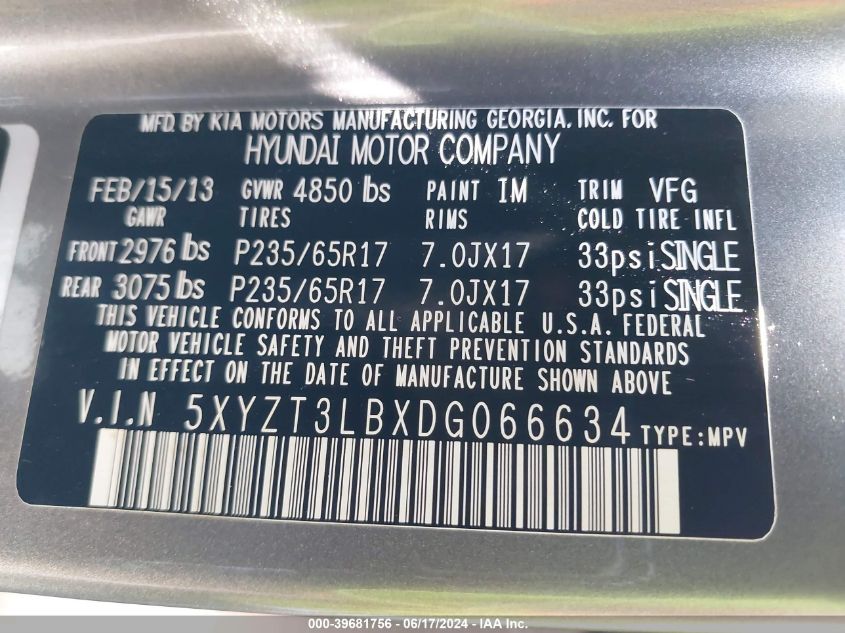 MFD. BY KIA MOTORS MANUFACTURING GEORGIA, INC. FOR
HYUNDAI MOTOR COMPANY
FEB/15/13 GVWR 4850 lbs PAINT IM TRIM VFG
GAWR TIRES RIMS COLD TIRE INFL
FRONT 2976 lbs P235/65R17 7.0JX17 33psi SINGLE
REAR 3075 lbs P235/65R17 7.0JX17 33psi SINGLE
THIS VEHICLE CONFORMS TO ALL APPLICABLE U.S.A. FEDERAL
MOTOR VEHICLE SAFETY AND THEFT PREVENTION STANDARDS
IN EFFECT ON THE DATE OF MANUFACTURE SHOWN ABOVE
V.I.N 5XYZT3LBXDG066634 TYPE:MPV
000-39681756 - 06/17/2024 - IAA Inc.